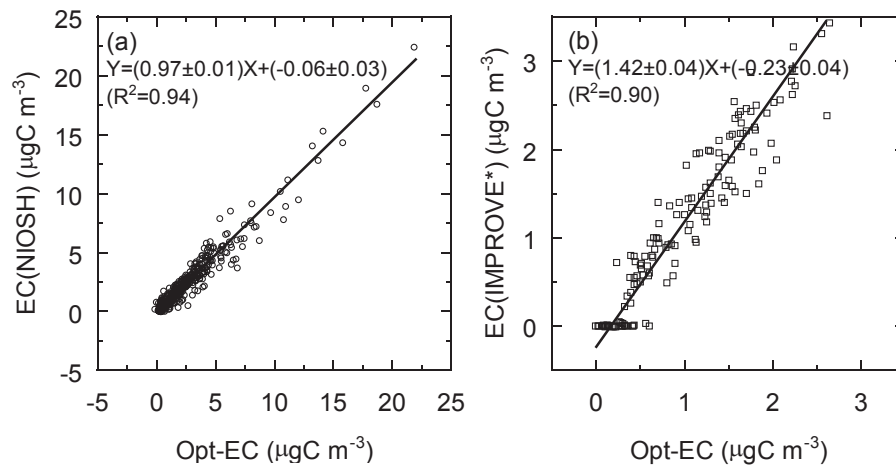 (a)
Y=(0.97±0.01)X+(-0.06±0.03)
(R²=0.94)
EC(NIOSH) (μgC m⁻³)
25
20
15
10
5
0
-5
-5 0 5 10 15 20 25
Opt-EC (μgC m⁻³)
(b)
Y=(1.42±0.04)X+(-0.23±0.04)
(R²=0.90)
EC(IMPROVE*) (μgC m⁻³)
3
2
1
0
0 1 2 3
Opt-EC (μgC m⁻³)